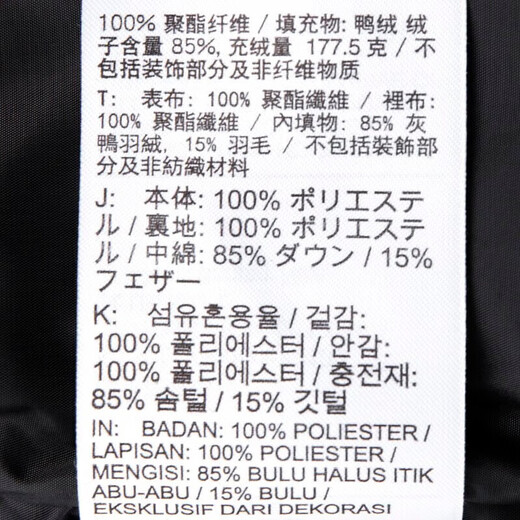 100% 聚酯纤维 / 填充物: 鸭绒 绒
子含量 85%, 充绒量 177.5 克 / 不
包括装饰部分及非纤维物质
T: 表布: 100% 聚酯纖維 / 裡布:
100% 聚酯纖維 / 內填物: 85% 灰
鴨羽絨, 15% 羽毛 / 不包括裝飾部
分及非紡織材料
J: 本体: 100% ポリエステ
ル / 裏地: 100% ポリエステ
ル / 中綿: 85% ダウン / 15%
フェザー
K: 섬유혼용율 / 겉감:
100% 폴리에스터 / 안감:
100% 폴리에스터 / 충전재:
85% 솜털 / 15% 깃털
IN: BADAN: 100% POLIESTER /
LAPISAN: 100% POLIESTER /
MENGISI: 85% BULU HALUS ITIK
ABU-ABU / 15% BULU /
EKSKLUSIF DARI DEKORASI